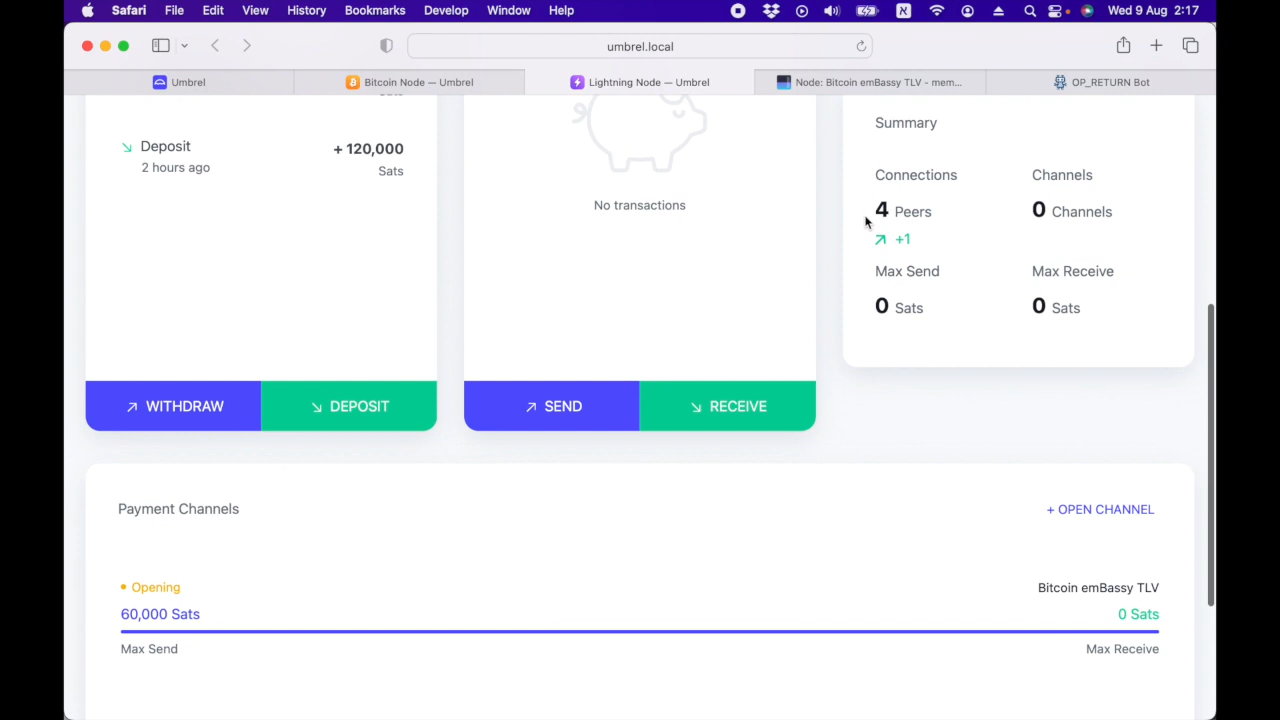 Safari File Edit View History Bookmarks Develop Window Help Wed 9 Aug 2:17
umbrel.local
Umbrel
Bitcoin Node — Umbrel
Lightning Node — Umbrel
Node: Bitcoin emBassy TLV - mem...
OP_RETURN Bot
Deposit
+ 120,000
2 hours ago
Sats
No transactions
Summary
Connections
Channels
4 Peers
0 Channels
+1
Max Send
Max Receive
0 Sats
0 Sats
WITHDRAW
DEPOSIT
SEND
RECEIVE
Payment Channels
+ OPEN CHANNEL
Opening
Bitcoin emBassy TLV
60,000 Sats
0 Sats
Max Send
Max Receive